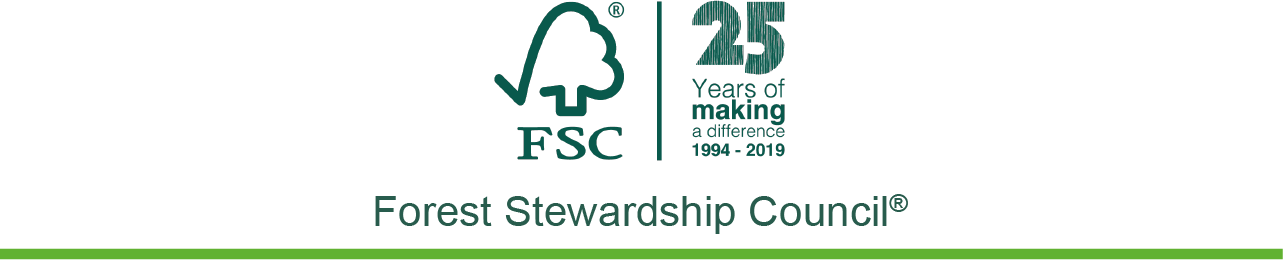 ®
FSC
25
Years of
making
a difference
1994 - 2019
Forest Stewardship Council®